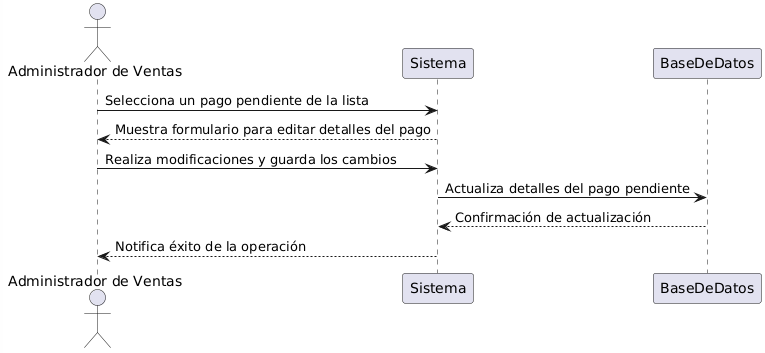 Administrador de Ventas
Sistema
BaseDeDatos
Selecciona un pago pendiente de la lista
Muestra formulario para editar detalles del pago
Realiza modificaciones y guarda los cambios
Actualiza detalles del pago pendiente
Confirmación de actualización
Notifica éxito de la operación
Administrador de Ventas
Sistema
BaseDeDatos